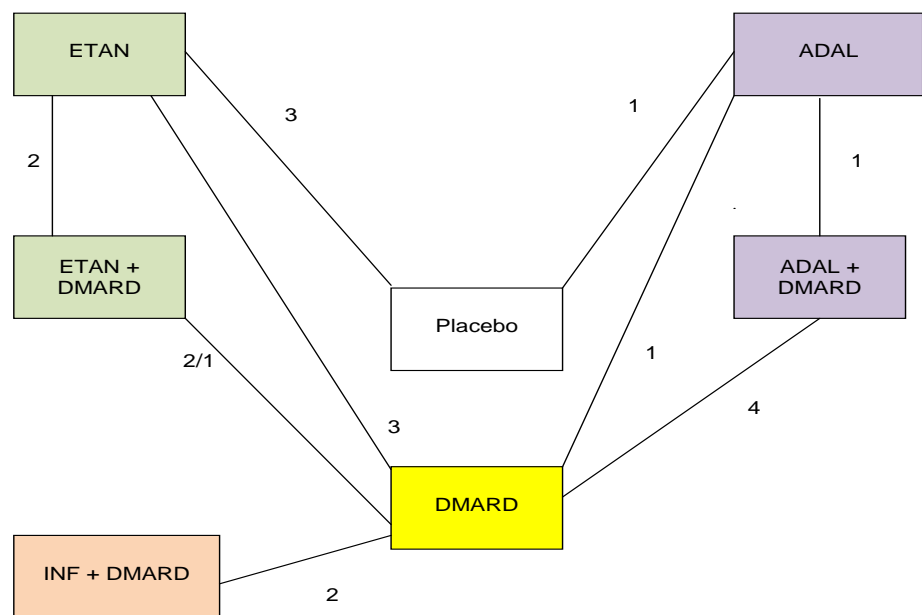 ETAN
ADAL
3
1
2
1
ETAN +
DMARD
ADAL +
DMARD
Placebo
2/1
1
4
3
DMARD
INF + DMARD
2